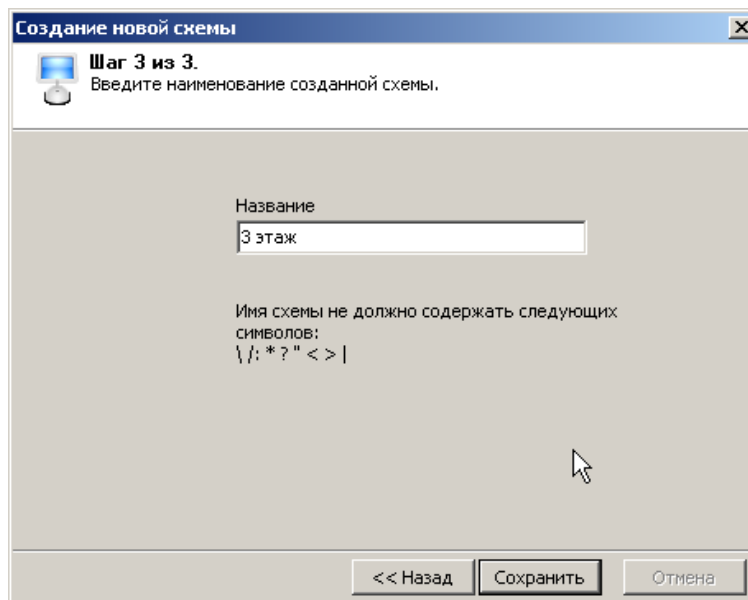 Создание новой схемы
Шаг 3 из 3.
Введите наименование созданной схемы.
Название
3 этаж
Имя схемы не должно содержать следующих
символов:
\ /: * ? " < > |
<< Назад Сохранить Отмена